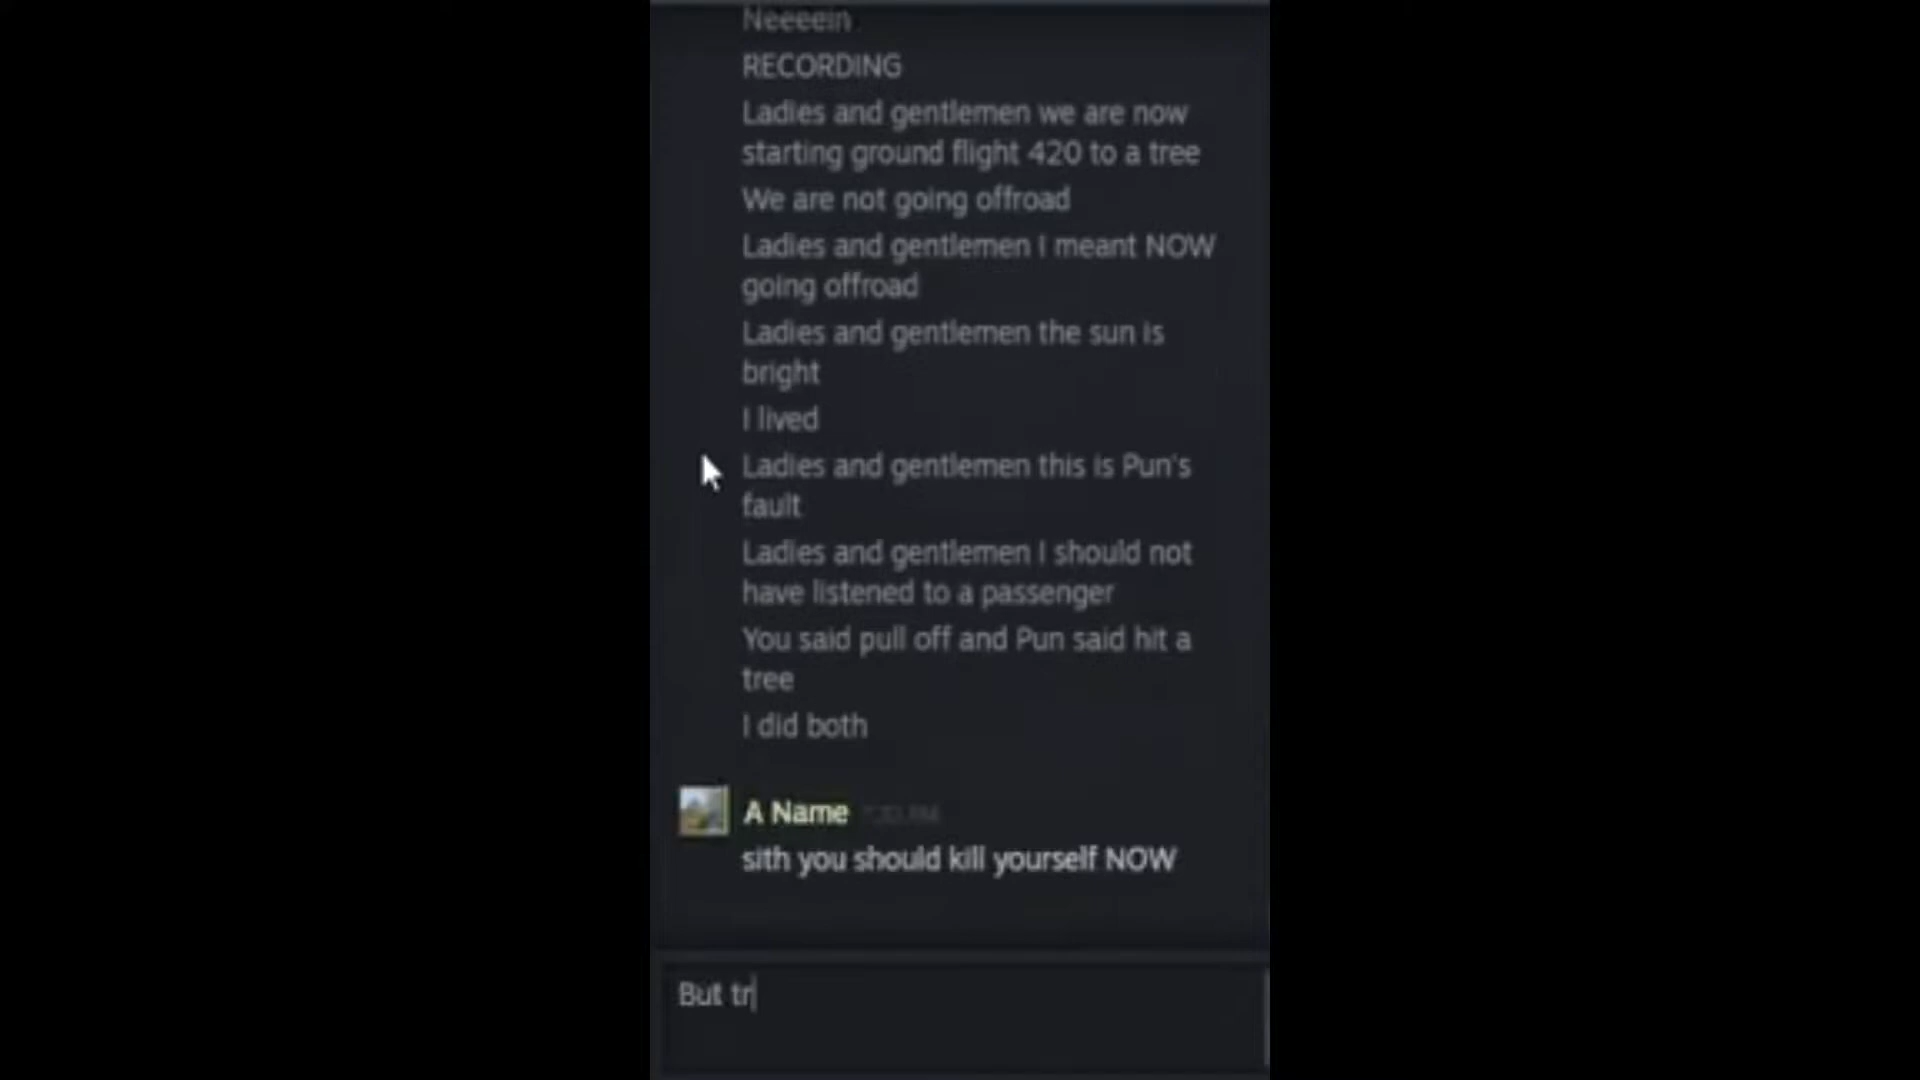 Neeeein
RECORDING
Ladies and gentlemen we are now
starting ground flight 420 to a tree
We are not going offroad
Ladies and gentlemen I meant NOW
going offroad
Ladies and gentlemen the sun is
bright
I lived
Ladies and gentlemen this is Pun's
fault
Ladies and gentlemen I should not
have listened to a passenger
You said pull off and Pun said hit a
tree
I did both
A Name
sith you should kill yourself NOW
But tr